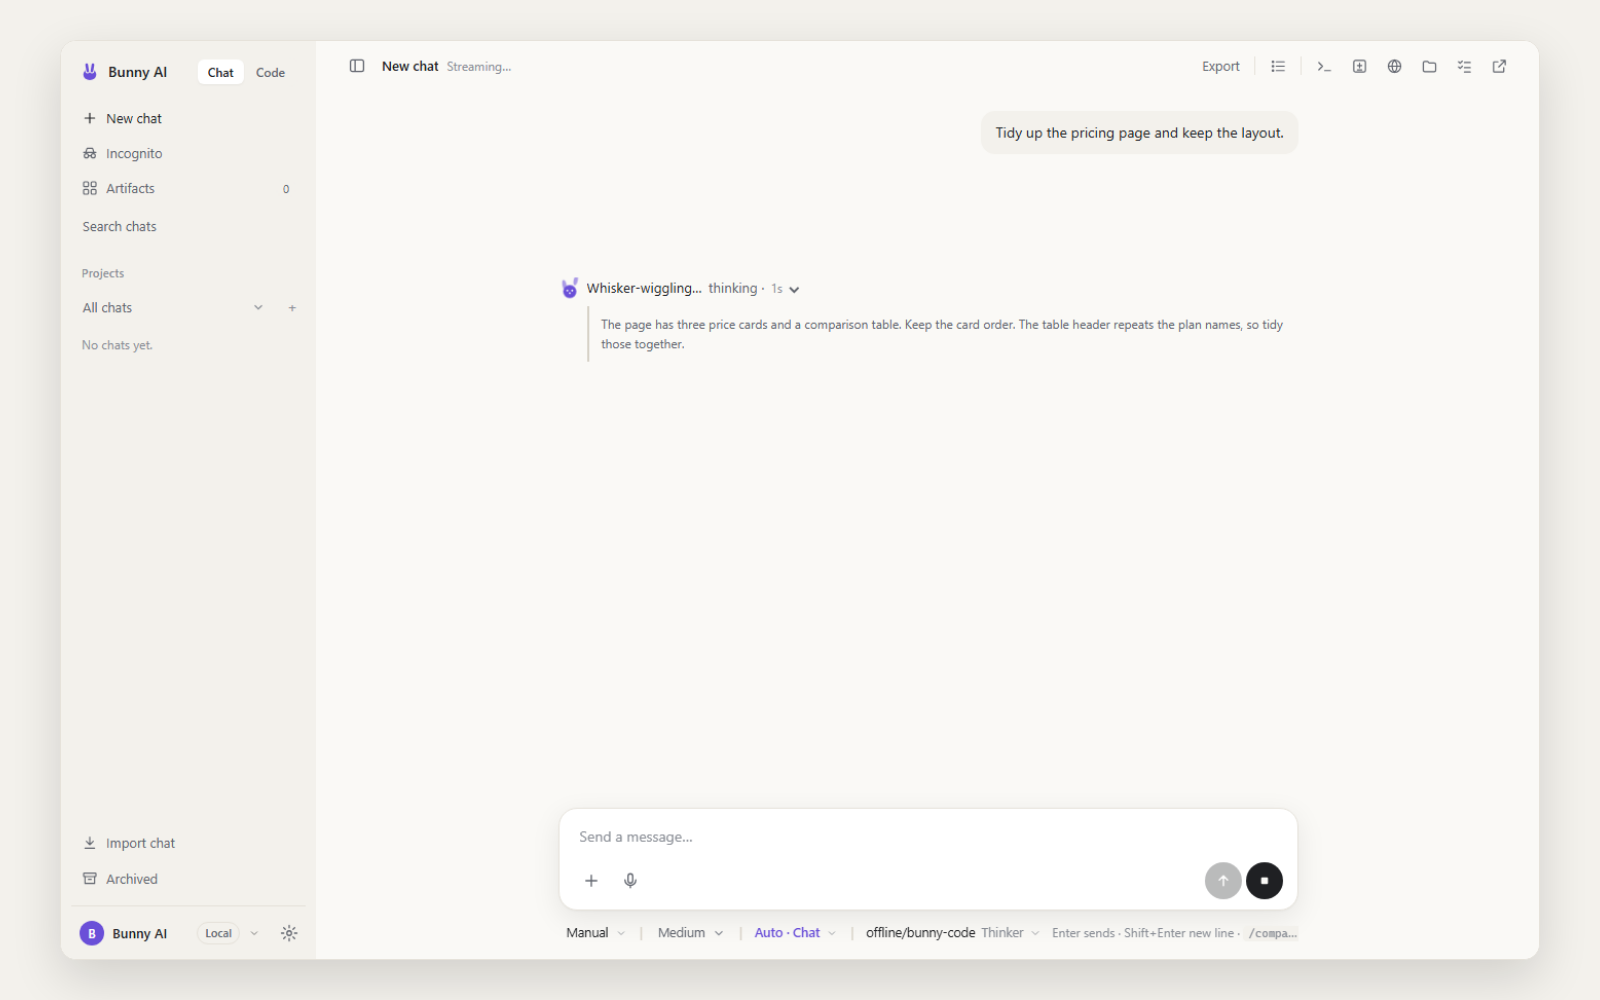 Bunny AI
Chat
Code
New chat
Incognito
Artifacts
0
Search chats
Projects
All chats
+
No chats yet.
Import chat
Archived
B
Bunny AI
Local
New chat
Streaming...
Export
Tidy up the pricing page and keep the layout.
Whisker-wiggling... thinking · 1s
The page has three price cards and a comparison table. Keep the card order. The table header repeats the plan names, so tidy
those together.
Send a message...
Manual
Medium
Auto · Chat
offline/bunny-code Thinker
Enter sends · Shift+Enter new line · /compa...